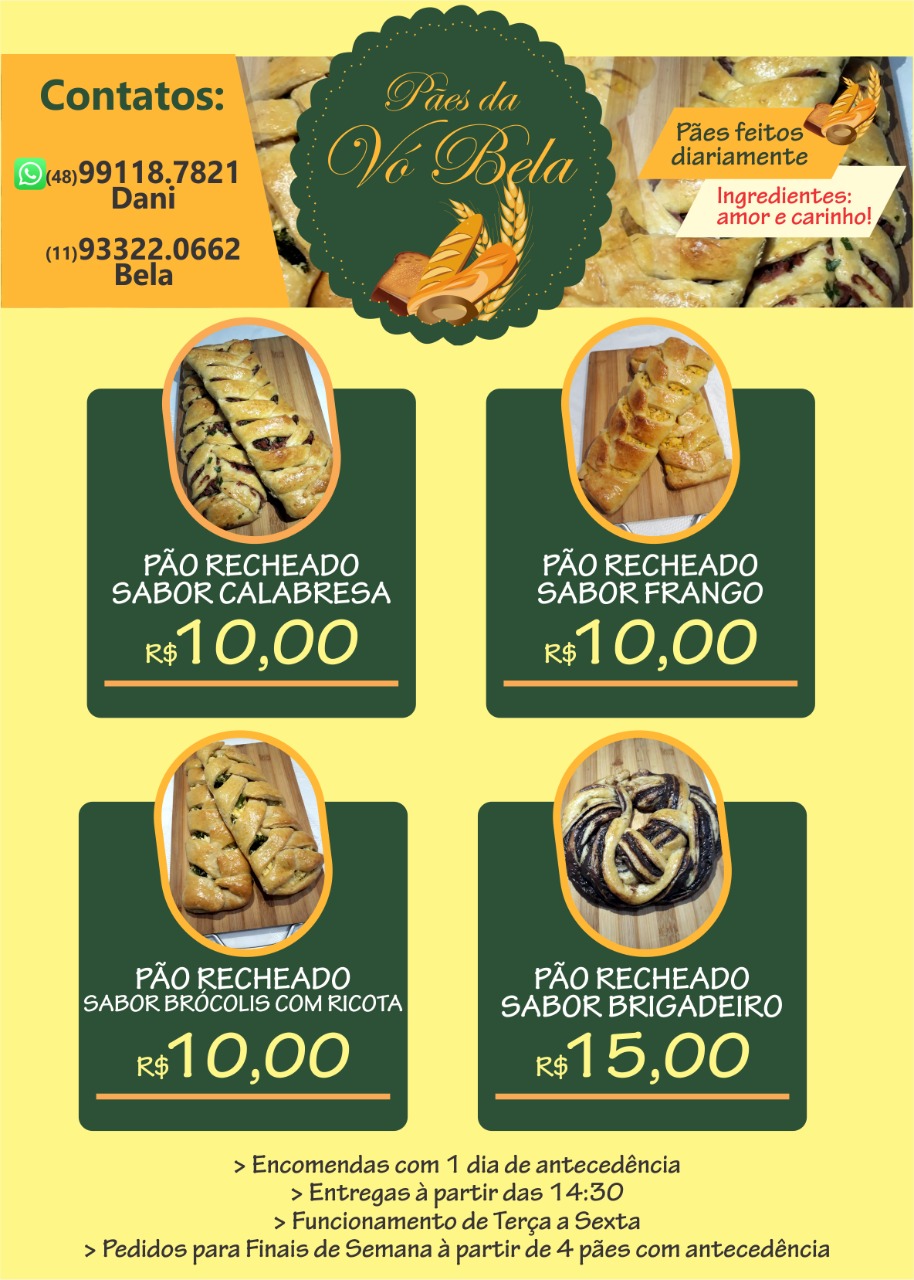 Contatos:
(48)99118.7821
Dani
(11)93322.0662
Bela
Pães da
Vó Bela
Pães feitos
diariamente
Ingredientes:
amor e carinho!
PÃO RECHEADO
SABOR CALABRESA
R$10,00
PÃO RECHEADO
SABOR FRANGO
R$10,00
PÃO RECHEADO
SABOR BRÓCOLIS COM RICOTA
R$10,00
PÃO RECHEADO
SABOR BRIGADEIRO
R$15,00
> Encomendas com 1 dia de antecedência
> Entregas à partir das 14:30
> Funcionamento de Terça a Sexta
> Pedidos para Finais de Semana à partir de 4 pães com antecedência